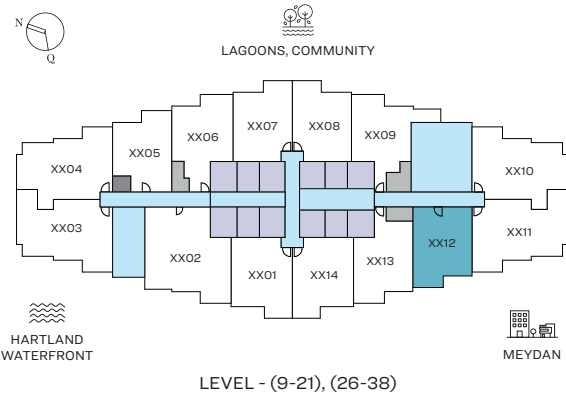 N
Q
LAGOONS, COMMUNITY
XX07
XX08
XX06
XX09
XX05
XX04
XX10
XX03
XX12
XX11
XX02
XX13
XX01
XX14
HARTLAND
WATERFRONT
MEYDAN
LEVEL - (9-21), (26-38)